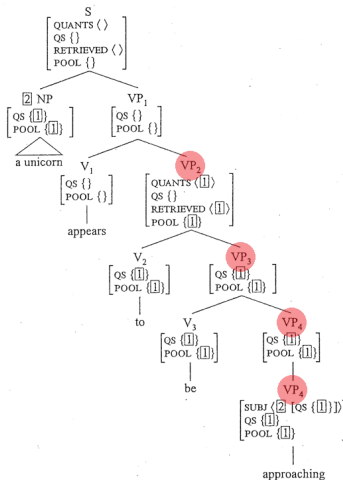 S
QUANTS ⟨ ⟩
QS { }
RETRIEVED ⟨ ⟩
POOL { }
2 NP VP1
QS {1} QS { }
POOL {1} POOL { }
a unicorn
V1 VP2
QS { } QUANTS ⟨1⟩
POOL { } QS { }
RETRIEVED ⟨1⟩
POOL {1}
appears
V2 VP3
QS {1} QS {1}
POOL {1} POOL {1}
to
V3 VP4
QS {1} QS {1}
POOL {1} POOL {1}
be
VP4
SUBJ ⟨2 [QS {1}]⟩
QS {1}
POOL {1}
approaching